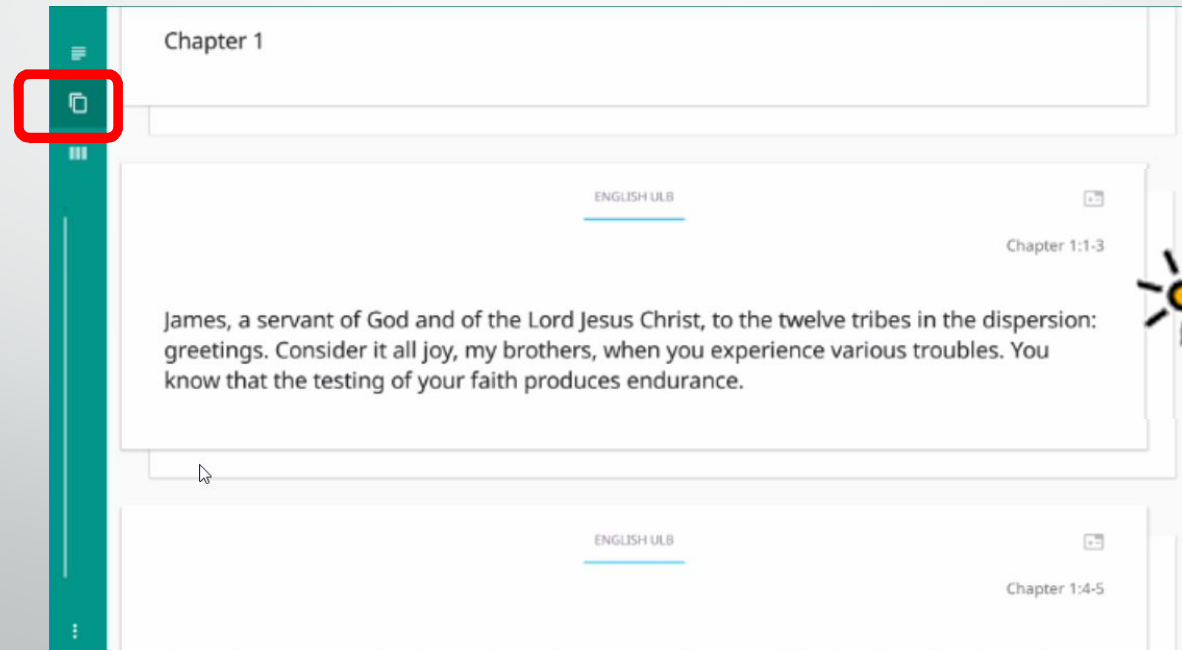 Chapter 1
ENGLISH ULB
Chapter 1:1-3
James, a servant of God and of the Lord Jesus Christ, to the twelve tribes in the dispersion:
greetings. Consider it all joy, my brothers, when you experience various troubles. You
know that the testing of your faith produces endurance.
ENGLISH ULB
Chapter 1:4-5